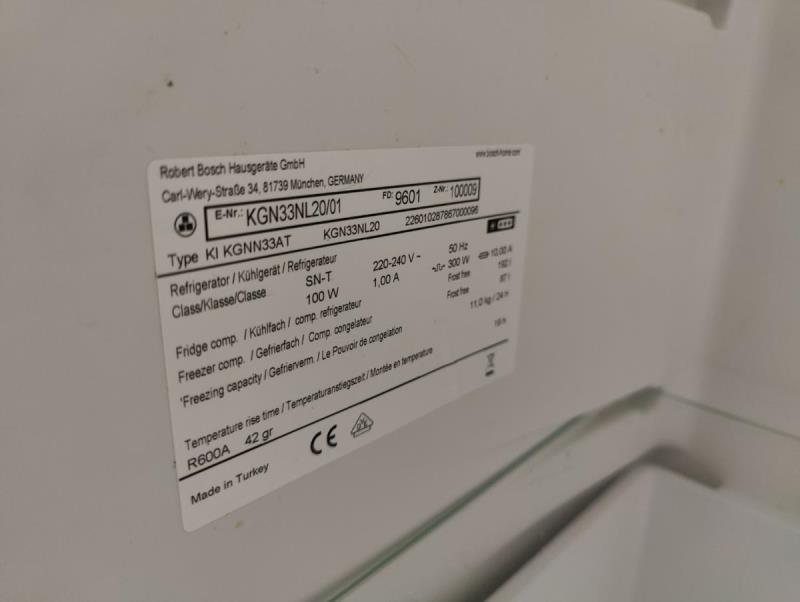 Robert Bosch Hausgeräte GmbH www.bosch-home.com
Carl-Wery-Straße 34, 81739 München, GERMANY
E-Nr.: KGN33NL20/01 FD: 9601 Z-Nr.: 100009
Type KI KGNN33AT KGN33NL20 226010287867000096
Refrigerator / Kühlgerät / Refrigerateur 220-240 V ~ 50 Hz 10,00 A
Class/Klasse/Classe SN-T 1,00 A 300 W
100 W
Fridge comp. / Kühlfach / comp. refrigerateur Frost free 192 l
Freezer comp. / Gefrierfach / Comp. congelateur Frost free 87 l
*Freezing capacity / Gefrierverm. / Le Pouvoir de congelation 11,0 kg / 24 h
Temperature rise time / Temperaturanstiegszeit / Montée en temperature 16 h
R600A 42 gr
CE
Made in Turkey